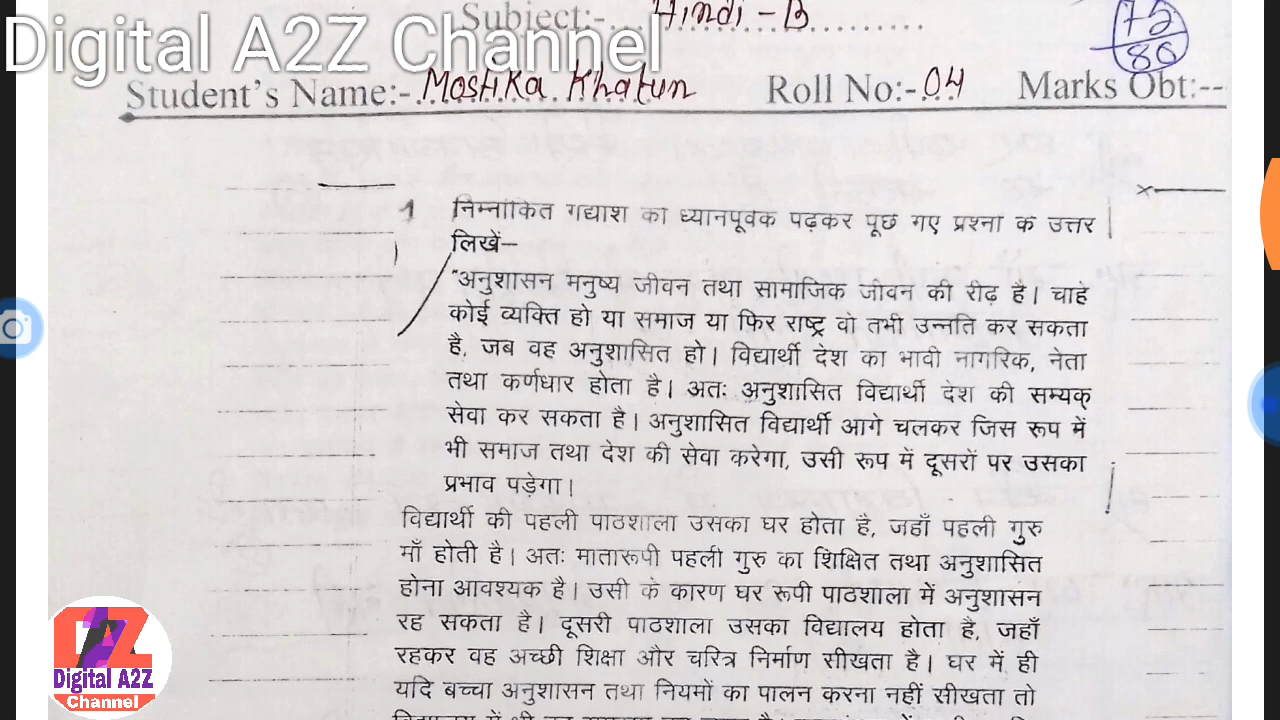 Subject:-....Hindi - B..........
72
80
Digital A2Z Channel
Student's Name:-.Mostika Khatun Roll No:-.04 Marks Obt:--
1 निम्नांकित गद्याश का ध्यानपूवक पढ़कर पूछ गए प्रश्ना क उत्तर
लिखें–
"अनुशासन मनुष्य जीवन तथा सामाजिक जीवन की रीढ़ है। चाहे
कोई व्यक्ति हो या समाज या फिर राष्ट्र वो तभी उन्नति कर सकता
है, जब वह अनुशासित हो। विद्यार्थी देश का भावी नागरिक, नेता
तथा कर्णधार होता है। अतः अनुशासित विद्यार्थी देश की सम्यक्
सेवा कर सकता है। अनुशासित विद्यार्थी आगे चलकर जिस रूप में
भी समाज तथा देश की सेवा करेगा, उसी रूप में दूसरों पर उसका
प्रभाव पड़ेगा।
विद्यार्थी की पहली पाठशाला उसका घर होता है, जहाँ पहली गुरु
माँ होती है। अतः मातारूपी पहली गुरु का शिक्षित तथा अनुशासित
होना आवश्यक है। उसी के कारण घर रूपी पाठशाला में अनुशासन
रह सकता है। दूसरी पाठशाला उसका विद्यालय होता है, जहाँ
रहकर वह अच्छी शिक्षा और चरित्र निर्माण सीखता है। घर में ही
यदि बच्चा अनुशासन तथा नियमों का पालन करना नहीं सीखता तो
Digital A2Z
Channel